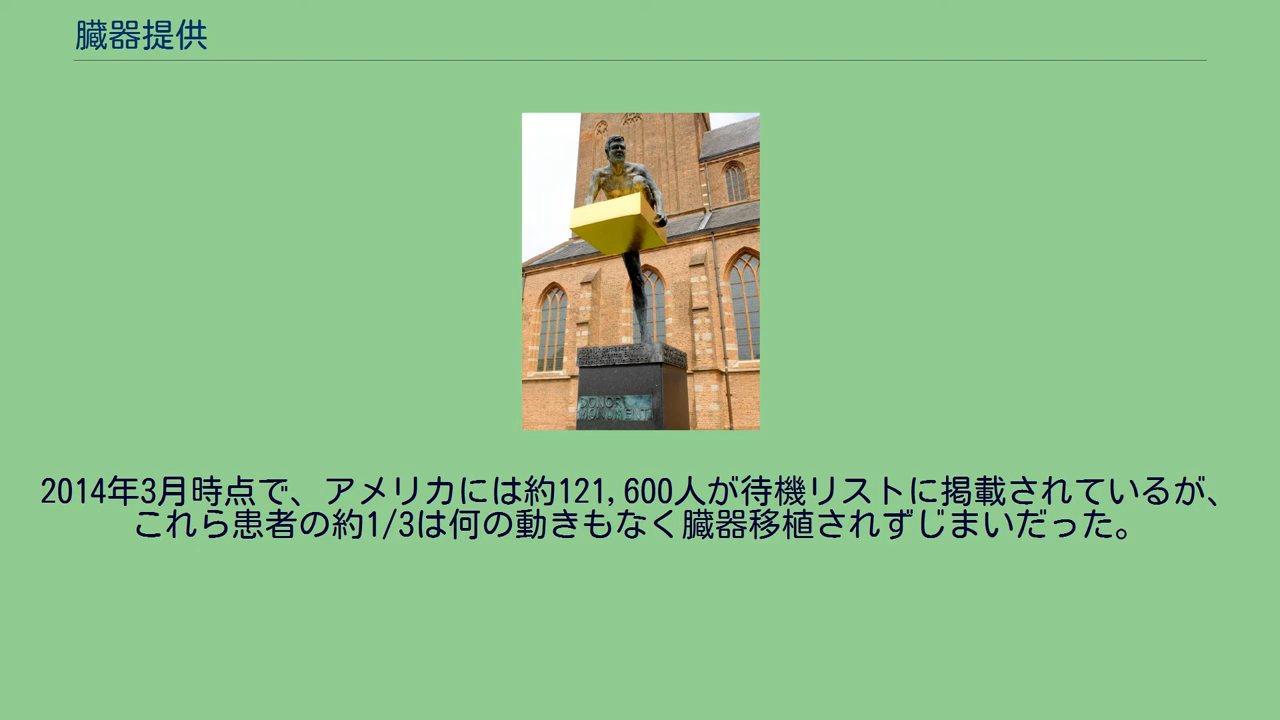 臓器提供
DONOR
MONUMENT
2014年3月時点で、アメリカには約121,600人が待機リストに掲載されているが、
これら患者の約1/3は何の動きもなく臓器移植されずじまいだった。